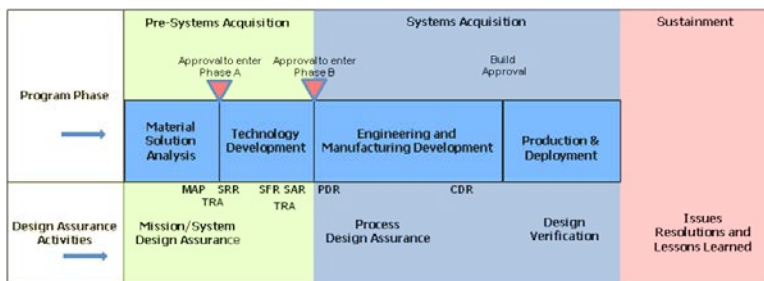 Pre-Systems Acquisition
Systems Acquisition
Sustainment
Approval to enter
Phase A
Approval to enter
Phase B
Build
Approval
Program Phase
Material
Solution
Analysis
Technology
Development
Engineering and
Manufacturing Development
Production &
Deployment
MAP SRR SFR SAR PDR CDR
TRA TRA
Design Assurance
Activities
Mission/System
Design Assurance
Process
Design Assurance
Design
Verification
Issues
Resolutions and
Lessons Learned